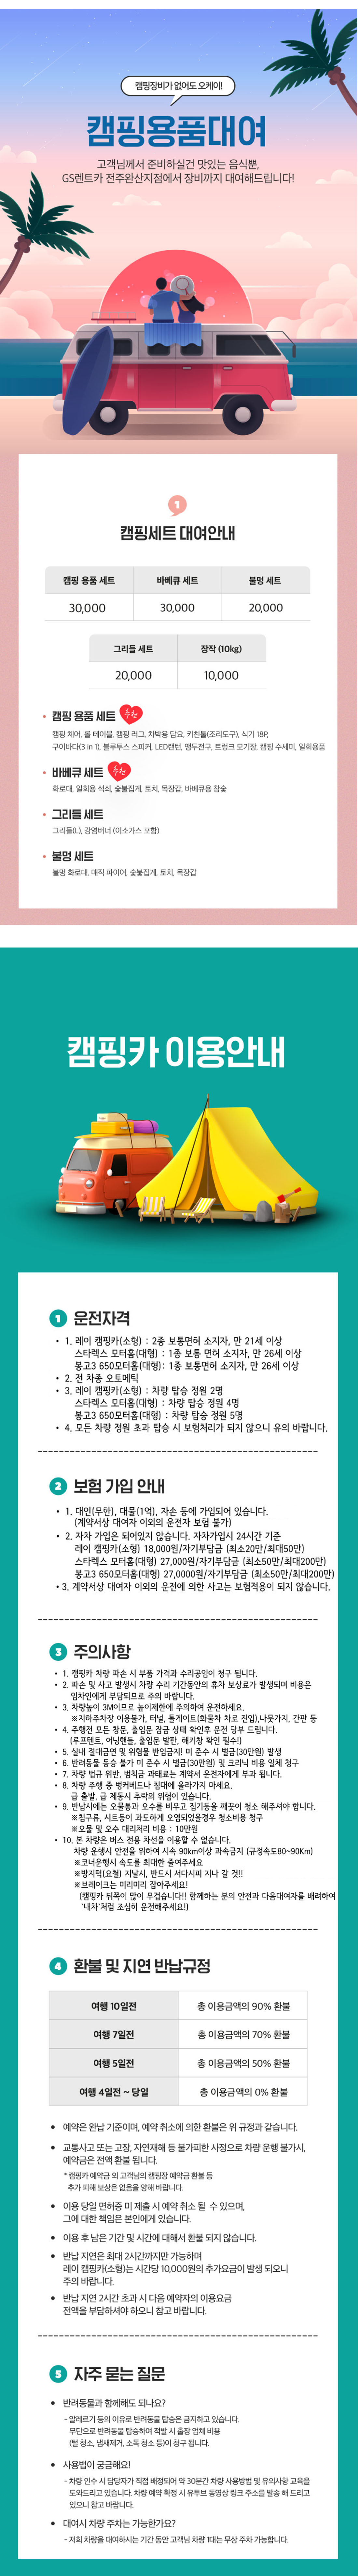 캠핑장비가 없어도 오케이!
캠핑용품대여
고객님께서 준비하실건 맛있는 음식뿐,
GS렌트카 전주완산지점에서 장비까지 대여해드립니다!
1
캠핑세트 대여안내
캠핑 용품 세트 바베큐 세트 불멍 세트
30,000 30,000 20,000
그리들 세트 장작 (10kg)
20,000 10,000
• 캠핑 용품 세트 추천
캠핑 체어, 롤 테이블, 캠핑 러그, 차박용 담요, 키친툴(조리도구), 식기 18P,
구이바다(3 in 1), 블루투스 스피커, LED랜턴, 앵두전구, 트렁크 모기장, 캠핑 수세미, 일회용품
• 바베큐 세트 추천
화로대, 일회용 석쇠, 숯불집게, 토치, 목장갑, 바베큐용 참숯
• 그리들 세트
그리들(L), 강염버너 (이소가스 포함)
• 불멍 세트
불멍 화로대, 매직 파이어, 숯불집게, 토치, 목장갑
캠핑카 이용안내
1 운전자격
• 1. 레이 캠핑카(소형) : 2종 보통면허 소지자, 만 21세 이상
스타렉스 모터홈(대형) : 1종 보통 면허 소지자, 만 26세 이상
봉고3 650모터홈(대형): 1종 보통면허 소지자, 만 26세 이상
• 2. 전 차종 오토메틱
• 3. 레이 캠핑카(소형) : 차량 탑승 정원 2명
스타렉스 모터홈(대형) : 차량 탑승 정원 4명
봉고3 650모터홈(대형) : 차량 탑승 정원 5명
• 4. 모든 차량 정원 초과 탑승 시 보험처리가 되지 않으니 유의 바랍니다.
2 보험 가입 안내
• 1. 대인(무한), 대물(1억), 자손 등에 가입되어 있습니다.
(계약서상 대여자 이외의 운전자 보험 불가)
• 2. 자차 가입은 되어있지 않습니다. 자차가입시 24시간 기준
레이 캠핑카(소형) 18,000원/자기부담금 (최소20만/최대50만)
스타렉스 모터홈(대형) 27,000원/자기부담금 (최소50만/최대200만)
봉고3 650모터홈(대형) 27,0000원/자기부담금 (최소50만/최대200만)
• 3. 계약서상 대여자 이외의 운전에 의한 사고는 보험적용이 되지 않습니다.
3 주의사항
• 1. 캠핑카 차량 파손 시 부품 가격과 수리공임이 청구 됩니다.
• 2. 파손 및 사고 발생시 차량 수리 기간동안의 휴차 보상료가 발생되며 비용은
임차인에게 부담되므로 주의 바랍니다.
• 3. 차량높이 3M이므로 높이제한에 주의하여 운전하세요.
※지하주차장 이용불가, 터널, 톨게이트(화물차 차로 진입),나뭇가지, 간판 등
• 4. 주행전 모든 창문, 출입문 잠금 상태 확인후 운전 당부 드립니다.
(루프텐트, 어닝핸들, 출입문 발판, 해키창 확인 필수!)
• 5. 실내 절대금연 및 위험물 반입금지! 미 준수 시 벌금(30만원) 발생
• 6. 반려동물 동승 불가 미 준수 시 벌금(30만원) 및 크리닝 비용 일체 청구
• 7. 차량 법규 위반, 범칙금 과태료는 계약서 운전자에게 부과 됩니다.
• 8. 차량 주행 중 벙커베드나 침대에 올라가지 마세요.
급 출발, 급 제동시 추락의 위험이 있습니다.
• 9. 반납시에는 오물통과 오수를 비우고 집기등을 깨끗이 청소 해주셔야 합니다.
※침구류, 시트등이 과도하게 오염되었을경우 청소비용 청구
※오물 및 오수 대리처리 비용 : 10만원
• 10. 본 차량은 버스 전용 차선을 이용할 수 없습니다.
차량 운행시 안전을 위하여 시속 90km이상 과속금지 (규정속도80~90Km)
※코너운행시 속도를 최대한 줄여주세요
※방지턱(요철) 지날시, 반드시 서다시피 지나 갈 것!!
※브레이크는 미리미리 잡아주세요!
(캠핑카 뒤쪽이 많이 무겁습니다!! 함께하는 분의 안전과 다음대여자를 배려하여
`내차`처럼 조심히 운전해주세요!)
4 환불 및 지연 반납규정
여행 10일전 총 이용금액의 90% 환불
여행 7일전 총 이용금액의 70% 환불
여행 5일전 총 이용금액의 50% 환불
여행 4일전 ~ 당일 총 이용금액의 0% 환불
• 예약은 완납 기준이며, 예약 취소에 의한 환불은 위 규정과 같습니다.
• 교통사고 또는 고장, 자연재해 등 불가피한 사정으로 차량 운행 불가시,
예약금은 전액 환불 됩니다.
* 캠핑카 예약금 외 고객님의 캠핑장 예약금 환불 등
추가 피해 보상은 없음을 양해 바랍니다.
• 이용 당일 면허증 미 제출 시 예약 취소 될 수 있으며,
그에 대한 책임은 본인에게 있습니다.
• 이용 후 남은 기간 및 시간에 대해서 환불 되지 않습니다.
• 반납 지연은 최대 2시간까지만 가능하며
레이 캠핑카(소형)는 시간당 10,000원의 추가요금이 발생 되오니
주의 바랍니다.
• 반납 지연 2시간 초과 시 다음 예약자의 이용요금
전액을 부담하셔야 하오니 참고 바랍니다.
5 자주 묻는 질문
• 반려동물과 함께해도 되나요?
- 알레르기 등의 이유로 반려동물 탑승은 금지하고 있습니다.
무단으로 반려동물 탑승하여 적발 시 출장 업체 비용
(털 청소, 냄새제거, 소독 청소 등)이 청구 됩니다.
• 사용법이 궁금해요!
- 차량 인수 시 담당자가 직접 배정되어 약 30분간 차량 사용방법 및 유의사항 교육을
도와드리고 있습니다. 차량 예약 확정 시 유투브 동영상 링크 주소를 발송 해 드리고
있으니 참고 바랍니다.
• 대여시 차량 주차는 가능한가요?
- 저희 차량을 대여하시는 기간 동안 고객님 차량 1대는 무상 주차 가능합니다.